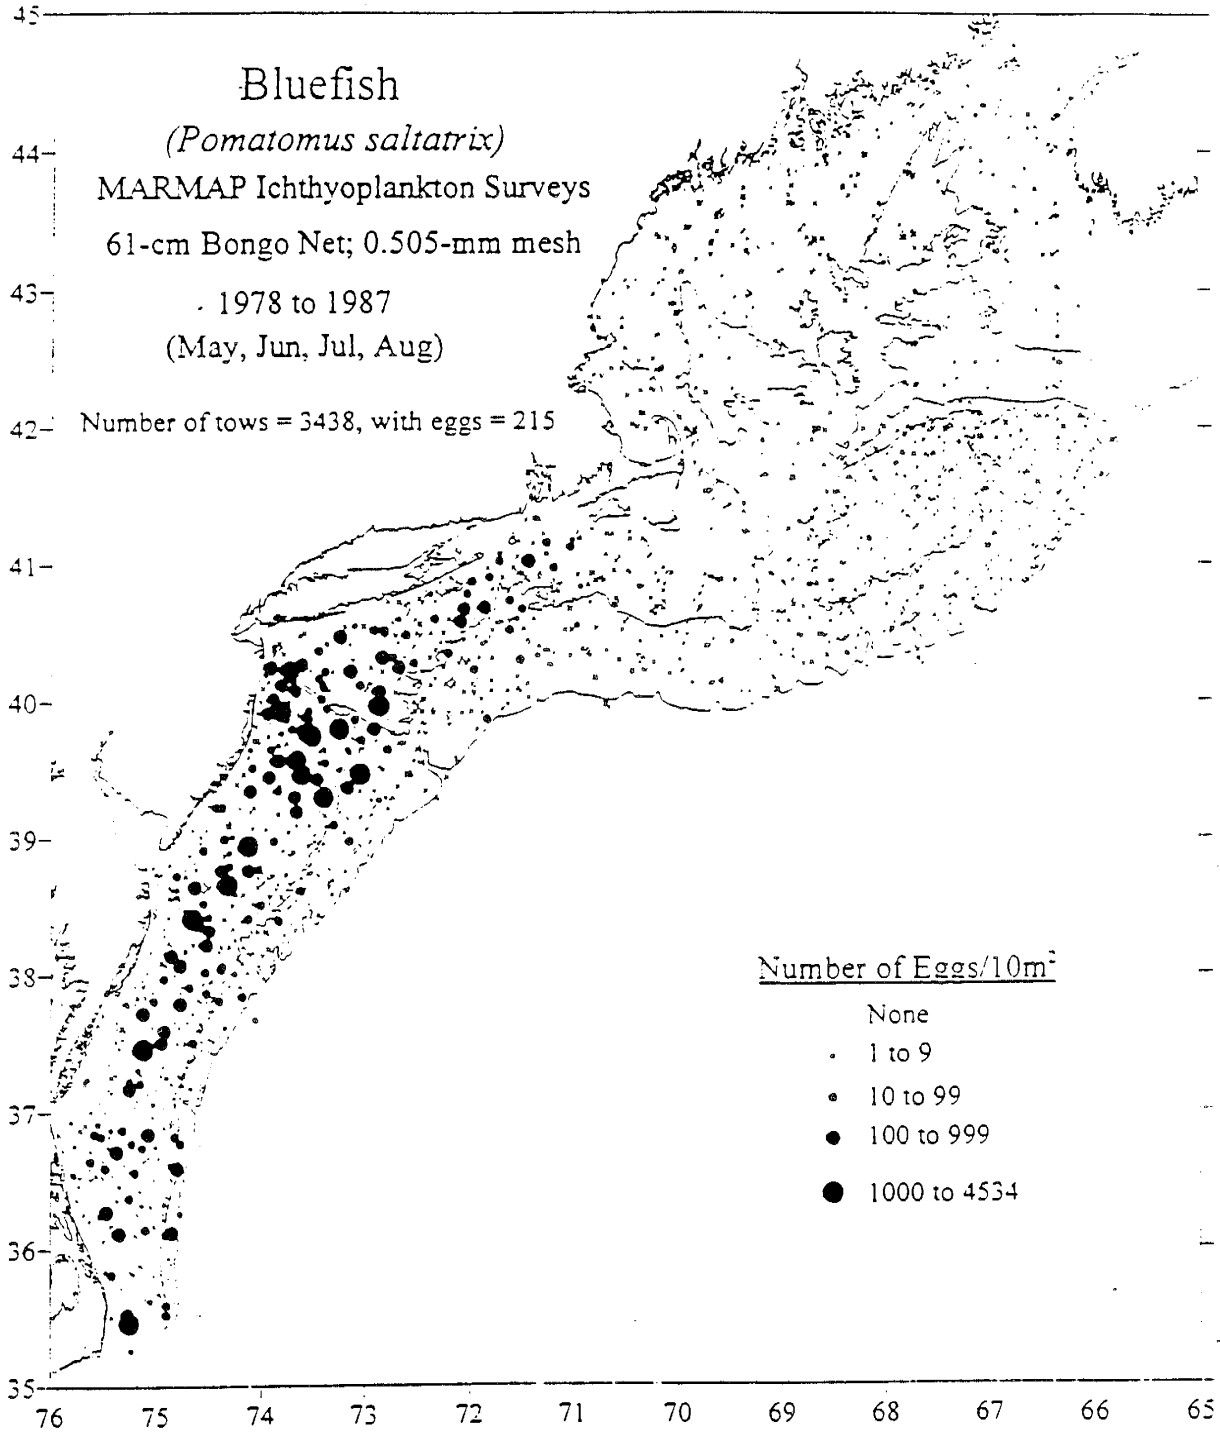 Bluefish
(Pomatomus saltatrix)
MARMAP Ichthyoplankton Surveys
61-cm Bongo Net; 0.505-mm mesh
1978 to 1987
(May, Jun, Jul, Aug)
Number of tows = 3438, with eggs = 215
45
44
43
42
41
40
39
38
37
36
35
Number of Eggs/10m²
None
1 to 9
10 to 99
100 to 999
1000 to 4534
76 75 74 73 72 71 70 69 68 67 66 65